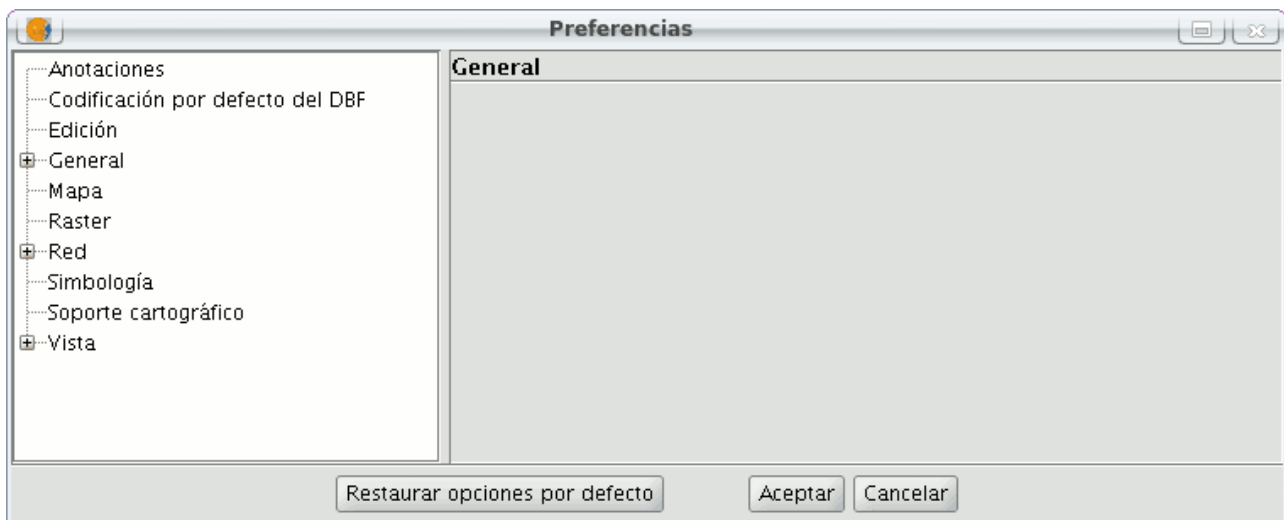 Preferencias
Anotaciones
Codificación por defecto del DBF
Edición
General
Mapa
Raster
Red
Simbología
Soporte cartográfico
Vista
General
Restaurar opciones por defecto
Aceptar
Cancelar